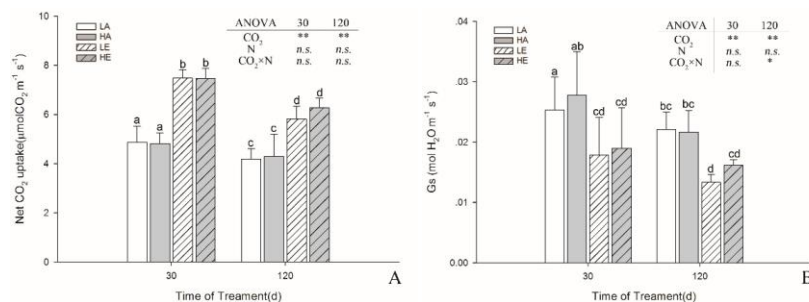 LA
HA
LE
HE
ANOVA 30 120
CO₂ ** **
N n.s. n.s.
CO₂×N n.s. n.s.
Net CO₂ uptake(μmolCO₂ m⁻¹ s⁻¹)
10
8
6
4
2
0
a a b b c c d d
30 120
Time of Treament(d)
A
LA
HA
LE
HE
ANOVA 30 120
CO₂ ** **
N n.s. n.s.
CO₂×N n.s. *
Gs (mol H₂O m⁻¹ s⁻¹)
.04
.03
.02
.01
0.00
a ab cd cd bc bc d cd
30 120
Time of Treament(d)
B